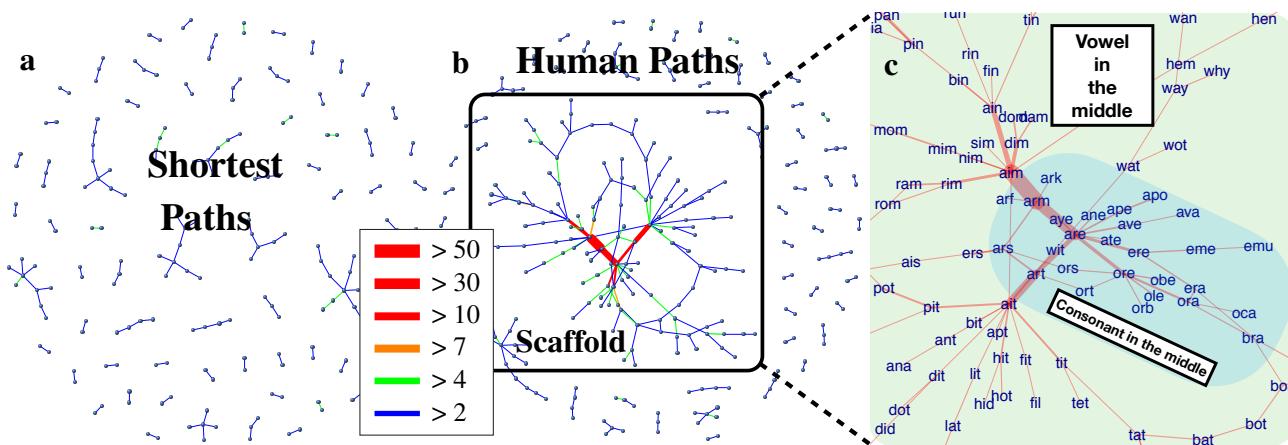 a
Shortest
Paths
b
Human Paths
Scaffold
> 50
> 30
> 10
> 7
> 4
> 2
c
Vowel
in
the
middle
Consonant in the middle
pan
run
tin
wan
hen
ia
pin
rin
fin
hem
why
bin
way
ain
dom
dam
mom
sim
dim
wot
mim
nim
wat
aim
ark
ram
rim
rom
arf
arm
apo
aye
ane
ape
ava
ave
are
ate
ars
wit
ere
eme
emu
ais
ers
ors
ore
art
obe
era
pot
ort
ole
ora
pit
ait
orb
oca
bit
apt
bra
ant
hit
fit
tit
ana
dit
lit
bo
hid
hot
fil
tet
dot
did
lat
tat
bat
bot